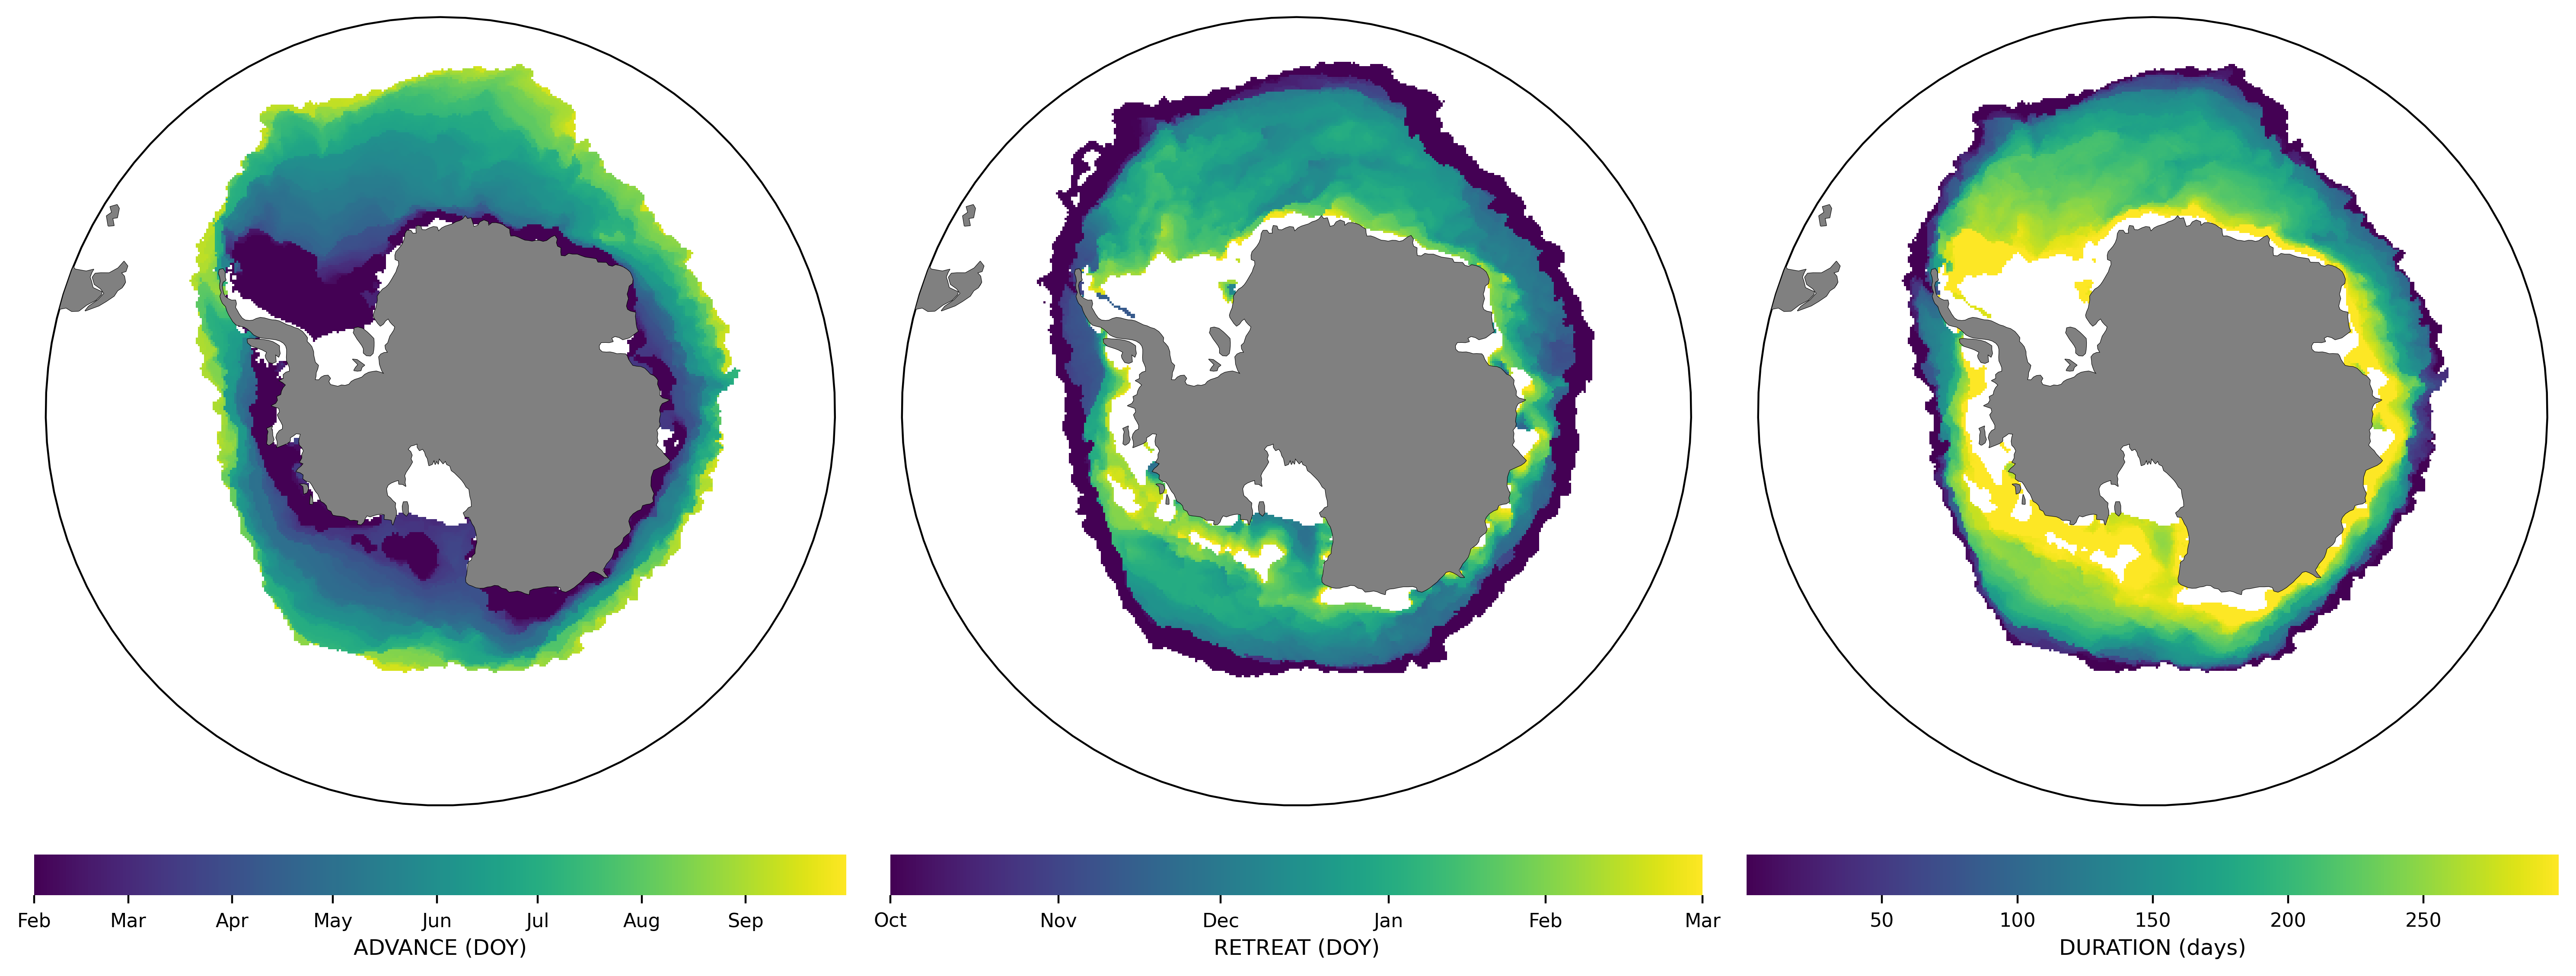 Feb Mar Apr May Jun Jul Aug Sep
ADVANCE (DOY)
Oct Nov Dec Jan Feb Mar
RETREAT (DOY)
50 100 150 200 250
DURATION (days)